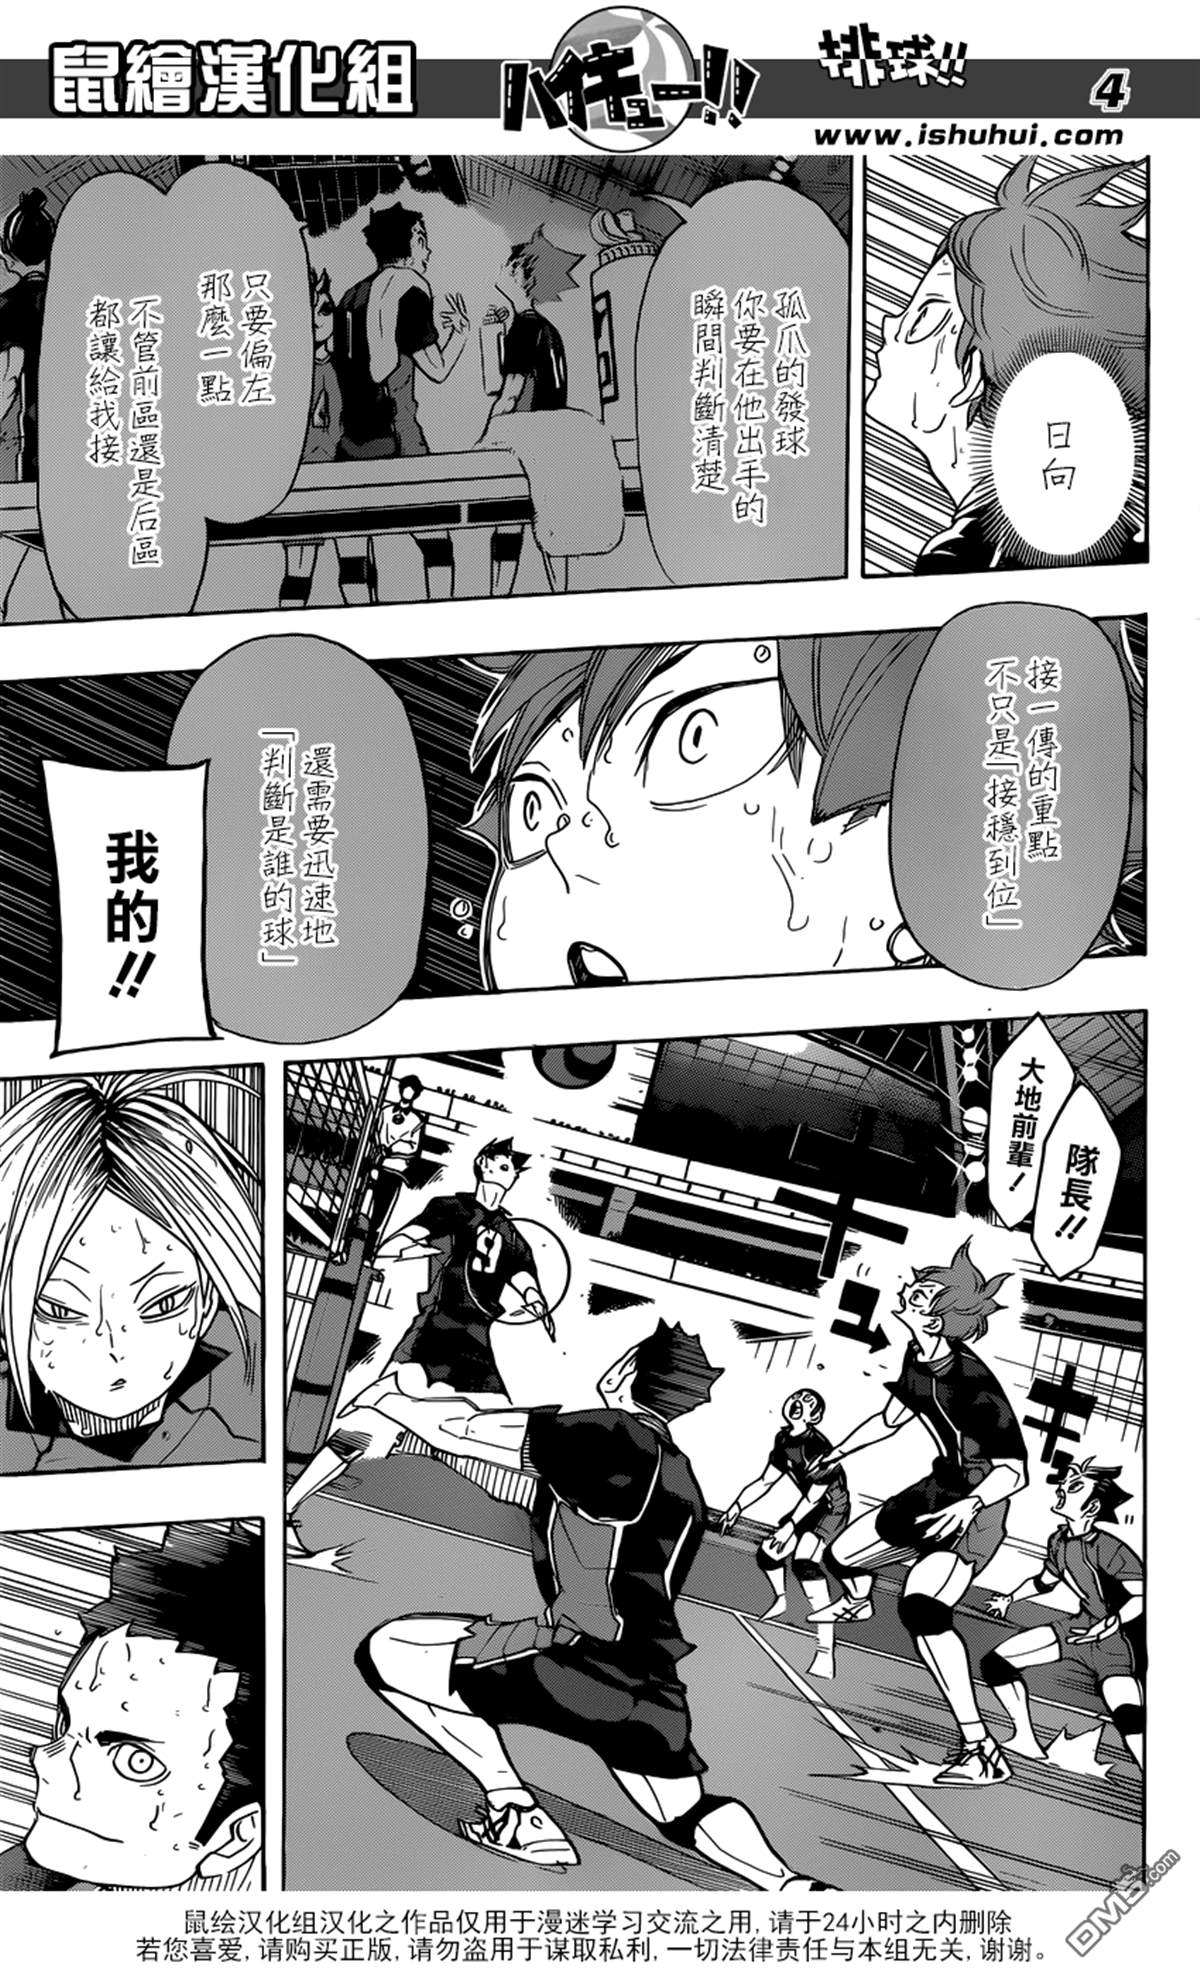 鼠繪漢化組
ハイキュー!!
排球!!
4
www.ishuhui.com
日向
孤爪的發球
你要在他出手的
瞬間判斷清楚
只要偏左
那麼一點
不管前區還是后區
都讓給我接
接一傳的重點
不只是「接穩到位」
還需要迅速地
「判斷是誰的球」
我的!!
隊長!!
大地前輩!
鼠绘汉化组汉化之作品仅用于漫迷学习交流之用,请于24小时之内删除
若您喜爱,请购买正版,请勿盗用于谋取私利,一切法律责任与本组无关,谢谢。
DM5.com